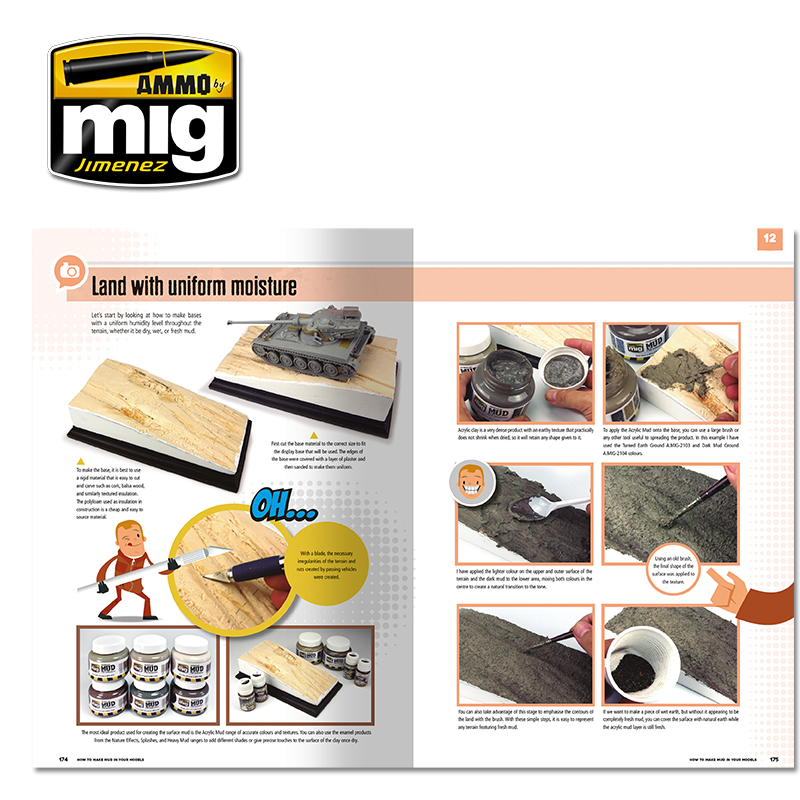 AMMO by
mig
Jimenez
12
Land with uniform moisture
Let's start by looking at how to make bases
with a uniform humidity level throughout the
terrain, whether it be dry, wet, or fresh mud.
First cut the base material to the correct size to fit
the display base that will be used. The edges of
the base were covered with a layer of plaster and
then sanded to make them uniform.
To make the base, it is best to use
a rigid material that is easy to cut
and carve such as cork, balsa wood,
and similarly textured insulation.
The polyfoam used as insulation in
construction is a cheap and easy to
source material.
OH...
With a blade, the necessary
irregularities of the terrain and
ruts created by passing vehicles
were created.
MUD
MUD
MUD
MUD
MUD
MUD
The most ideal product used for creating the surface mud is the Acrylic Mud range of accurate colours and textures. You can also use the enamel products
from the Nature Effects, Splashes, and Heavy Mud ranges to add different shades or give precise touches to the surface of the clay once dry.
174 HOW TO MAKE MUD IN YOUR MODELS
MUD
mig MUD
Acrylic clay is a very dense product with an earthy texture that practically
does not shrink when dried, so it will retain any shape given to it.
To apply the Acrylic Mud onto the base, you can use a large brush or
any other tool useful to spreading the product. In this example I have
used the Turned Earth Ground A.MIG-2103 and Dark Mud Ground
A.MIG-2104 colours.
I have applied the lighter colour on the upper and outer surface of the
terrain and the dark mud to the lower area, mixing both colours in the
centre to create a natural transition to the tone.
Using an old brush,
the final shape of the
surface was applied to
the texture.
You can also take advantage of this stage to emphasise the contours of
the land with the brush. With these simple steps, it is easy to represent
any terrain featuring fresh mud.
If we want to make a piece of wet earth, but without it appearing to be
completely fresh mud, you can cover the surface with natural earth while
the acrylic mud layer is still fresh.
HOW TO MAKE MUD IN YOUR MODELS 175